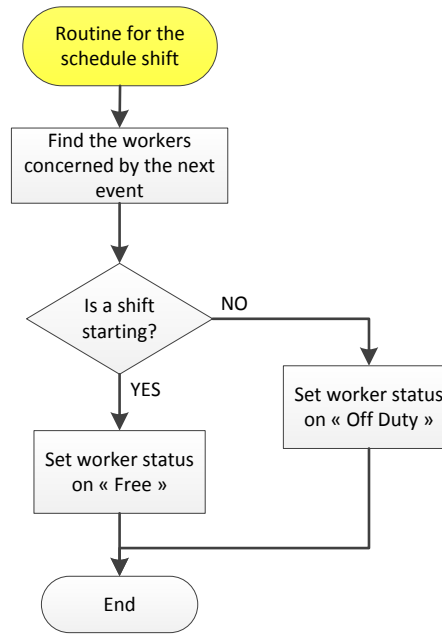 Routine for the
schedule shift
Find the workers
concerned by the next
event
Is a shift
starting?
NO
YES
Set worker status
on « Off Duty »
Set worker status
on « Free »
End